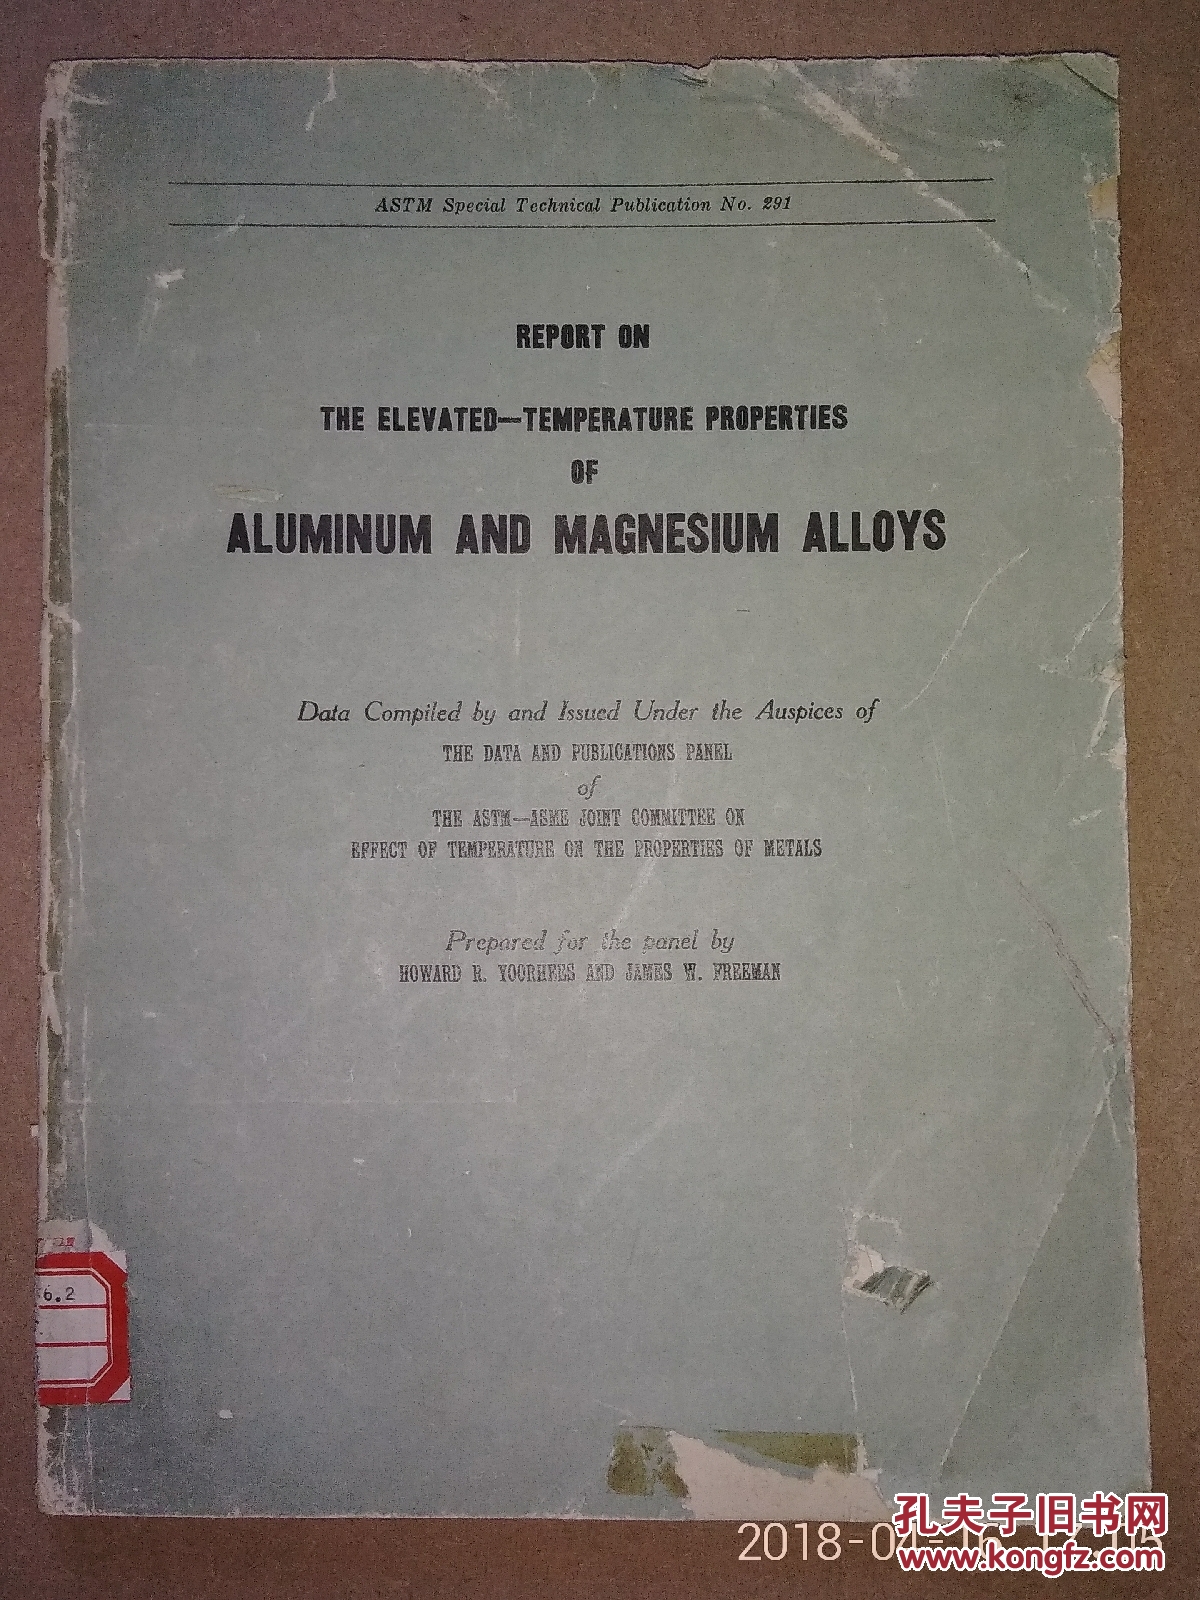 ASTM Special Technical Publication No. 291
REPORT ON
THE ELEVATED—TEMPERATURE PROPERTIES
OF
ALUMINUM AND MAGNESIUM ALLOYS
Data Compiled by and Issued Under the Auspices of
THE DATA AND PUBLICATIONS PANEL
of
THE ASTM—ASME JOINT COMMITTEE ON
EFFECT OF TEMPERATURE ON THE PROPERTIES OF METALS
Prepared for the panel by
HOWARD R. VOORHEES AND JAMES W. FREEMAN
6.2
孔夫子旧书网
2018-04-16
www.kongfz.com